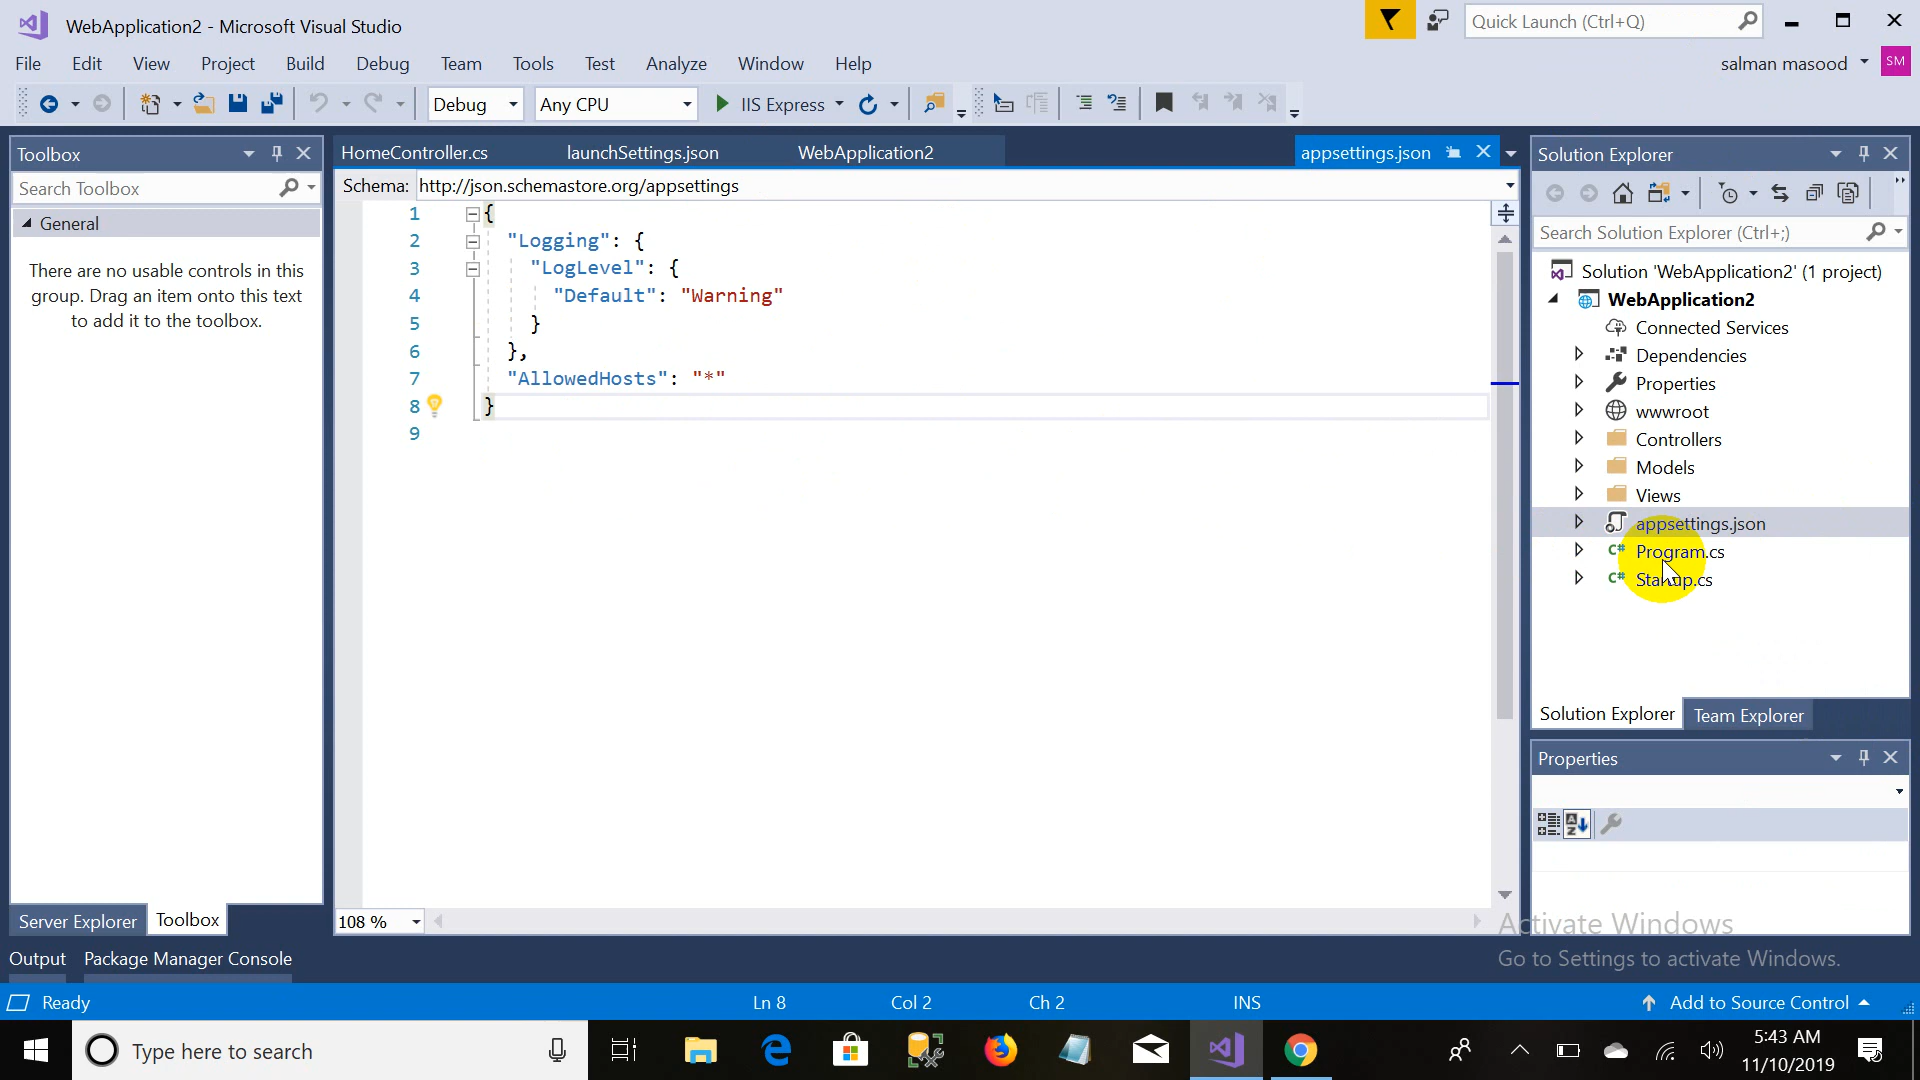 WebApplication2 - Microsoft Visual Studio
Quick Launch (Ctrl+Q)
File Edit View Project Build Debug Team Tools Test Analyze Window Help
salman masood SM
Debug Any CPU IIS Express
Toolbox
Search Toolbox
General
There are no usable controls in this
group. Drag an item onto this text
to add it to the toolbox.
Server Explorer Toolbox
HomeController.cs launchSettings.json WebApplication2 appsettings.json
Schema: http://json.schemastore.org/appsettings
1 {
2 "Logging": {
3 "LogLevel": {
4 "Default": "Warning"
5 }
6 },
7 "AllowedHosts": "*"
8 }
9
108 %
Solution Explorer
Search Solution Explorer (Ctrl+;)
Solution 'WebApplication2' (1 project)
WebApplication2
Connected Services
Dependencies
Properties
wwwroot
Controllers
Models
Views
appsettings.json
C# Program.cs
C# Startup.cs
Solution Explorer Team Explorer
Properties
Activate Windows
Go to Settings to activate Windows.
Output Package Manager Console
Ready Ln 8 Col 2 Ch 2 INS Add to Source Control
Type here to search
5:43 AM
11/10/2019